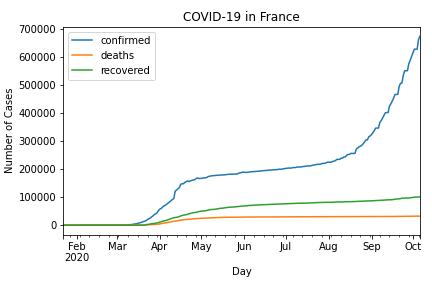 COVID-19 in France
700000
600000
500000
400000
300000
200000
100000
0
Number of Cases
confirmed
deaths
recovered
Feb Mar Apr May Jun Jul Aug Sep Oct
2020
Day